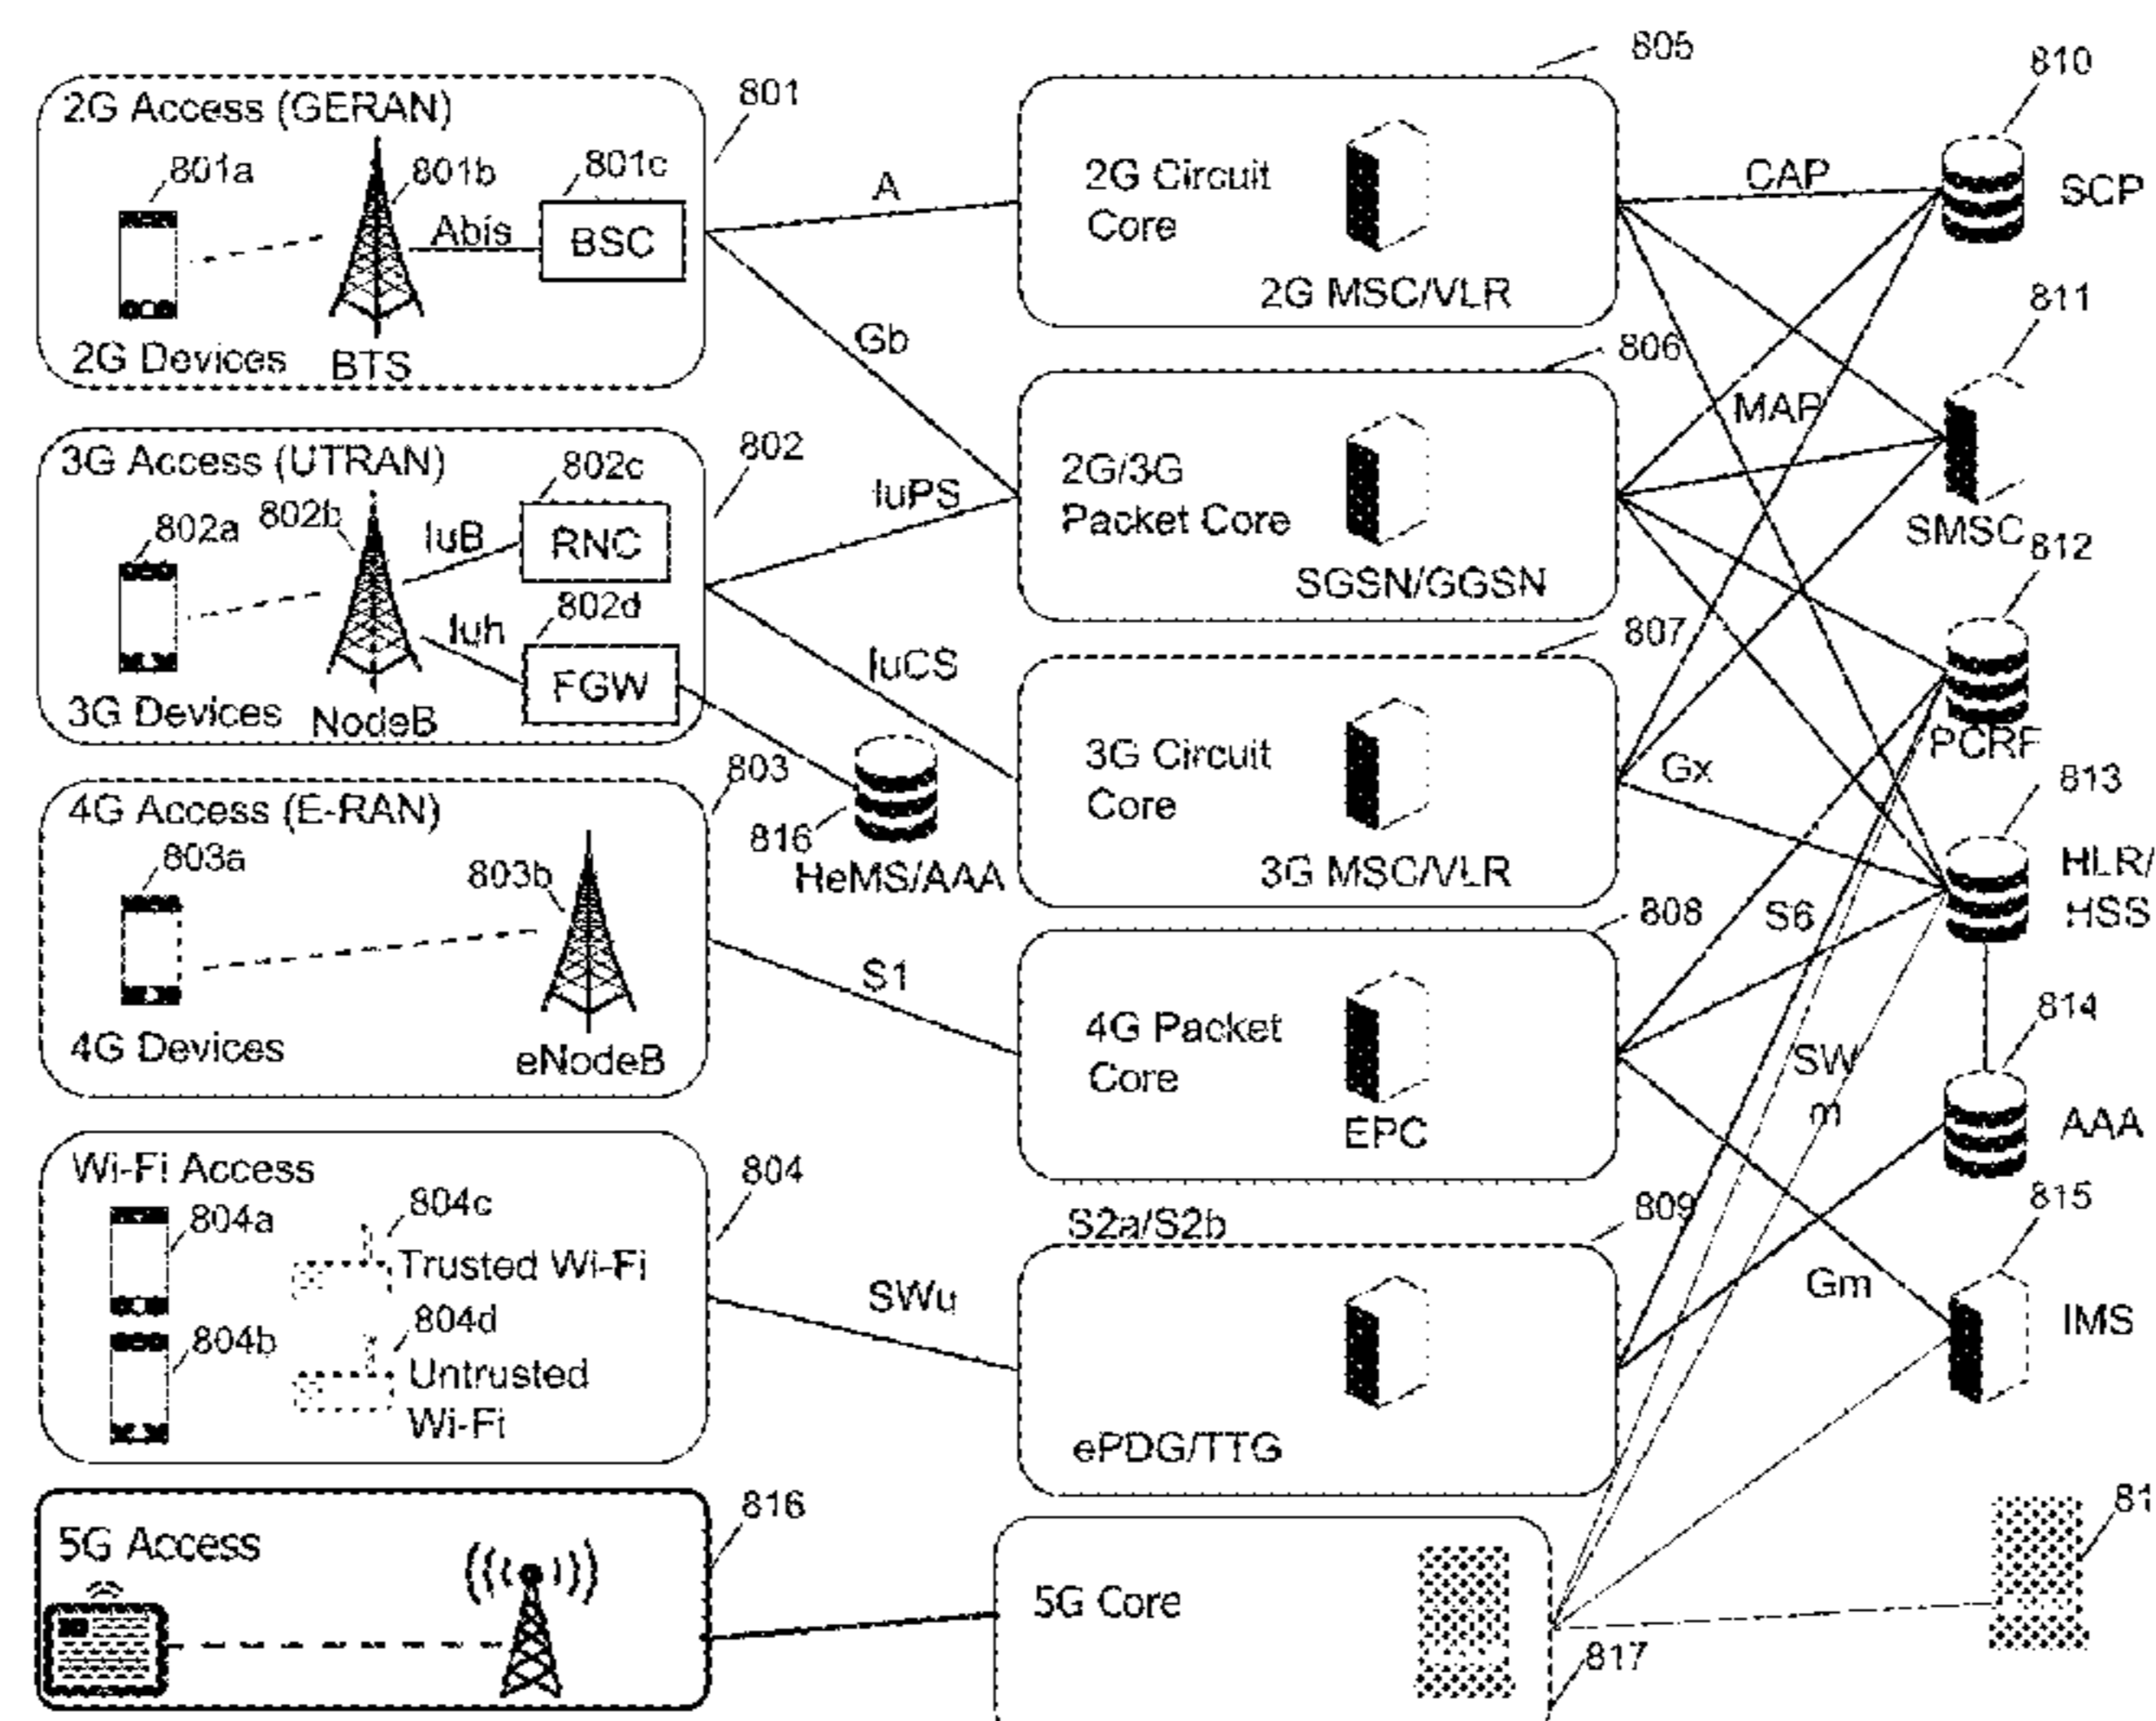 805
810
2G Access (GERAN)
801
801a
801b
801c
Abis
BSC
2G Devices
BTS
A
Gb
2G Circuit
Core
2G MSC/VLR
CAP
SCP
811
806
MAP
SMSC
3G Access (UTRAN)
802
802a
802b
802c
IuB
RNC
802d
Iuh
FGW
3G Devices
NodeB
IuPS
IuCS
2G/3G
Packet Core
SGSN/GGSN
812
PCRF
807
803
816
HeMS/AAA
3G Circuit
Core
3G MSC/VLR
Gx
813
HLR/
HSS
4G Access (E-RAN)
803a
803b
4G Devices
eNodeB
S1
808
4G Packet
Core
EPC
S6
SW
m
814
AAA
Wi-Fi Access
804
804a
804c
Trusted Wi-Fi
804b
804d
Untrusted
Wi-Fi
SWu
S2a/S2b
809
ePDG/TTG
Gm
815
IMS
5G Access
816
5G Core
817
81